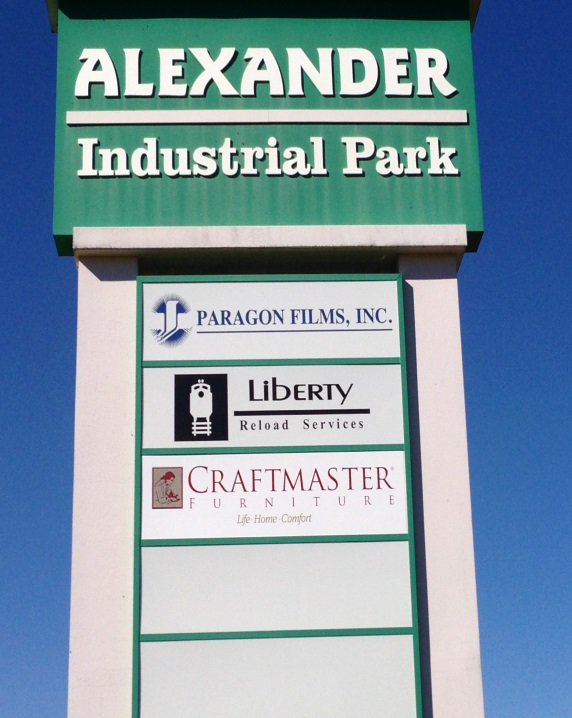 ALEXANDER
Industrial Park
PARAGON FILMS, INC.
LiBERTY
Reload Services
CRAFTMASTER®
FURNITURE
Life·Home·Comfort